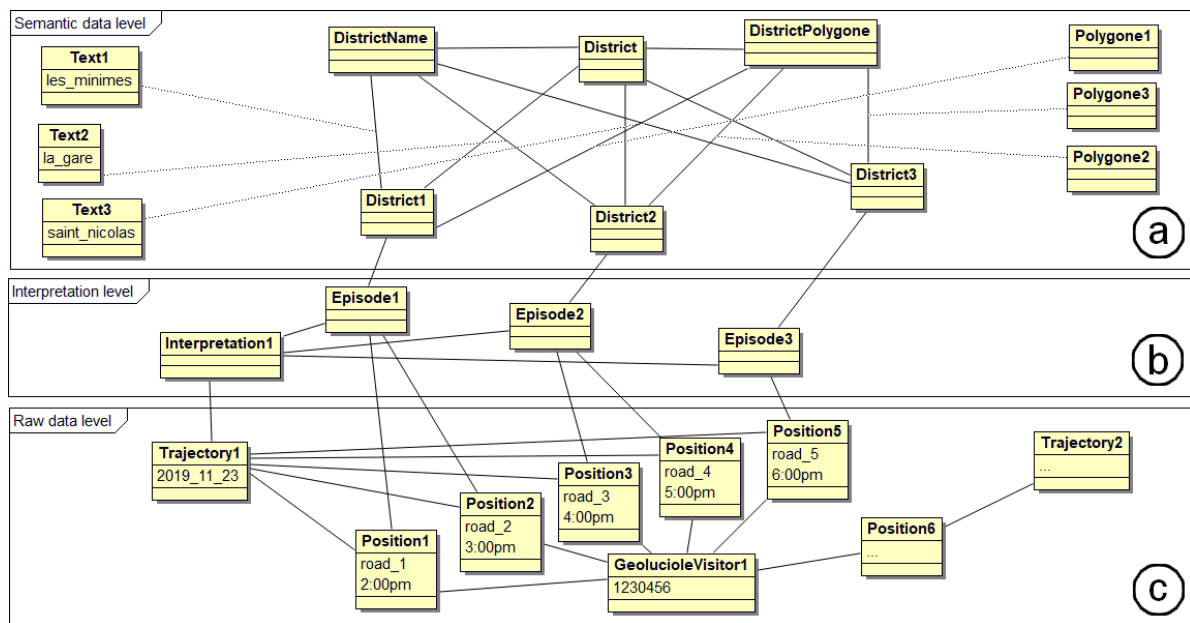 Semantic data level
Text1
les_minimes
Text2
la_gare
Text3
saint_nicolas
DistrictName
District
DistrictPolygone
Polygone1
Polygone3
Polygone2
District1
District2
District3
a
Interpretation level
Episode1
Episode2
Episode3
Interpretation1
b
Raw data level
Trajectory1
2019_11_23
Position1
road_1
2:00pm
Position2
road_2
3:00pm
Position3
road_3
4:00pm
Position4
road_4
5:00pm
Position5
road_5
6:00pm
Trajectory2
...
Position6
...
GeolucioleVisitor1
1230456
c